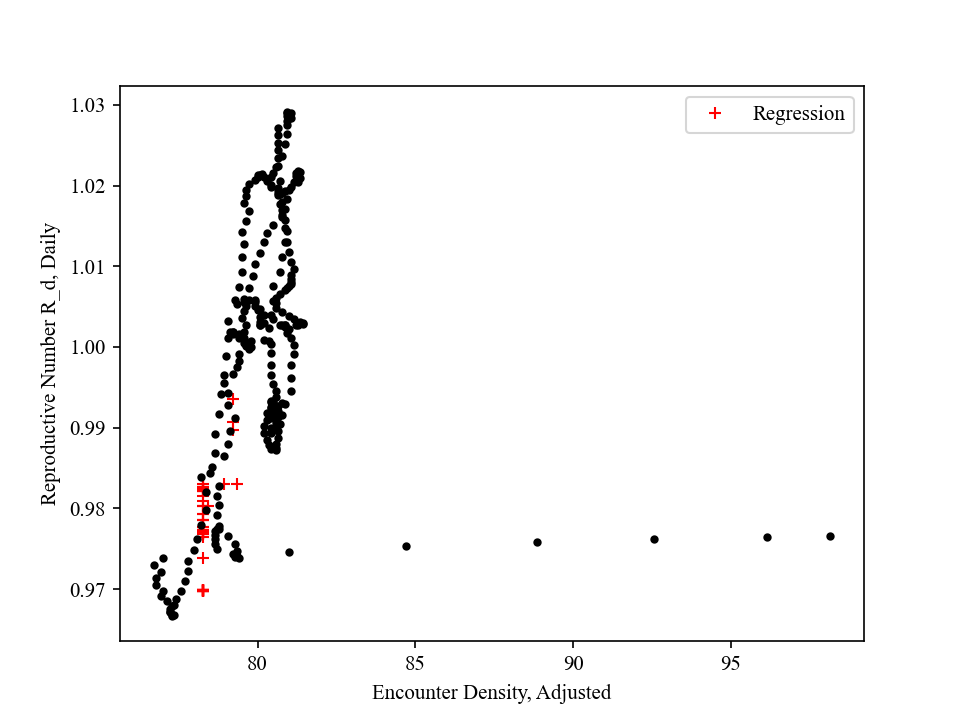 Regression
Reproductive Number R_d, Daily
1.03
1.02
1.01
1.00
0.99
0.98
0.97
80 85 90 95
Encounter Density, Adjusted